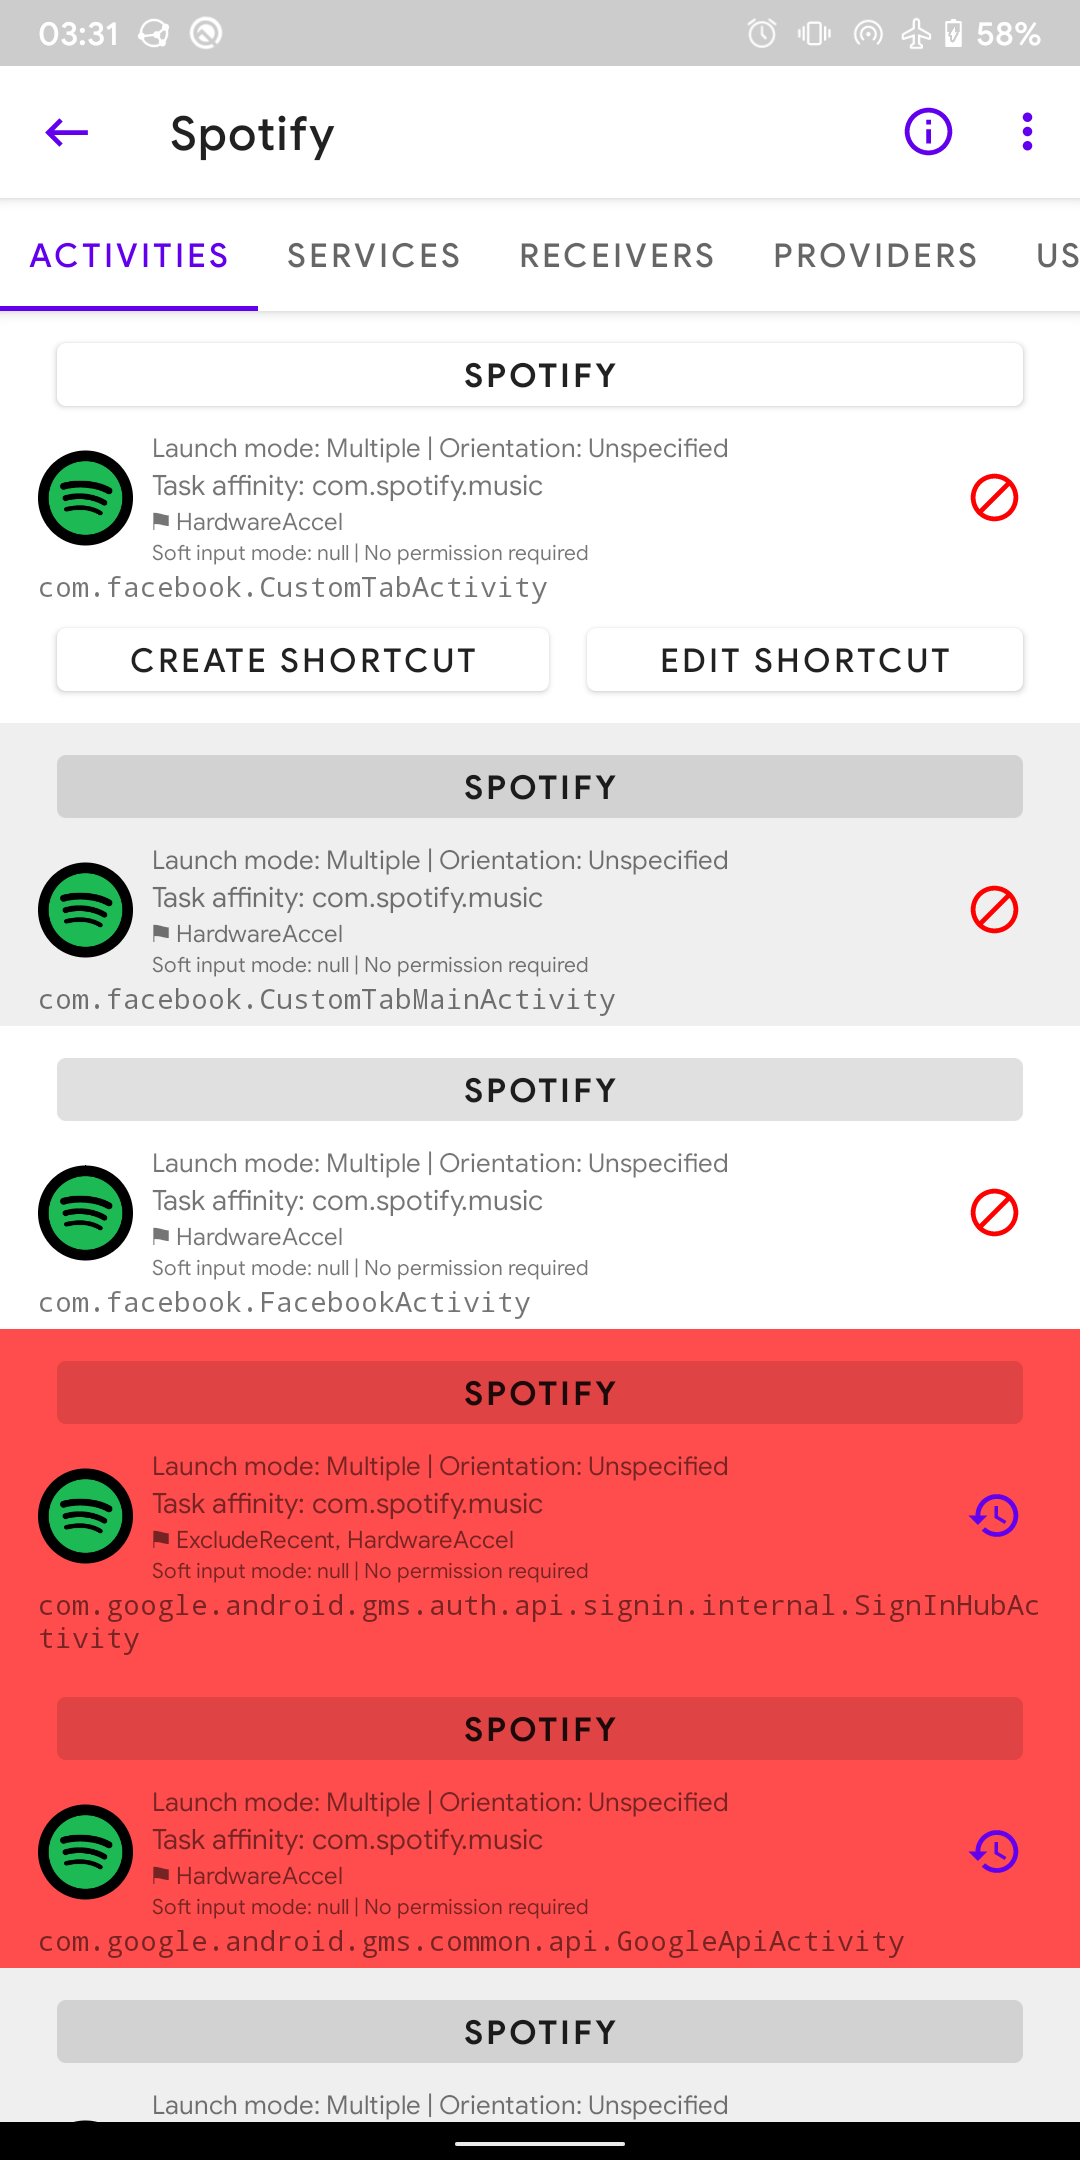 03:31
58%
Spotify
ACTIVITIES SERVICES RECEIVERS PROVIDERS US
SPOTIFY
Launch mode: Multiple | Orientation: Unspecified
Task affinity: com.spotify.music
HardwareAccel
Soft input mode: null | No permission required
com.facebook.CustomTabActivity
CREATE SHORTCUT EDIT SHORTCUT
SPOTIFY
Launch mode: Multiple | Orientation: Unspecified
Task affinity: com.spotify.music
HardwareAccel
Soft input mode: null | No permission required
com.facebook.CustomTabMainActivity
SPOTIFY
Launch mode: Multiple | Orientation: Unspecified
Task affinity: com.spotify.music
HardwareAccel
Soft input mode: null | No permission required
com.facebook.FacebookActivity
SPOTIFY
Launch mode: Multiple | Orientation: Unspecified
Task affinity: com.spotify.music
ExcludeRecent, HardwareAccel
Soft input mode: null | No permission required
com.google.android.gms.auth.api.signin.internal.SignInHubAc
tivity
SPOTIFY
Launch mode: Multiple | Orientation: Unspecified
Task affinity: com.spotify.music
HardwareAccel
Soft input mode: null | No permission required
com.google.android.gms.common.api.GoogleApiActivity
SPOTIFY
Launch mode: Multiple | Orientation: Unspecified